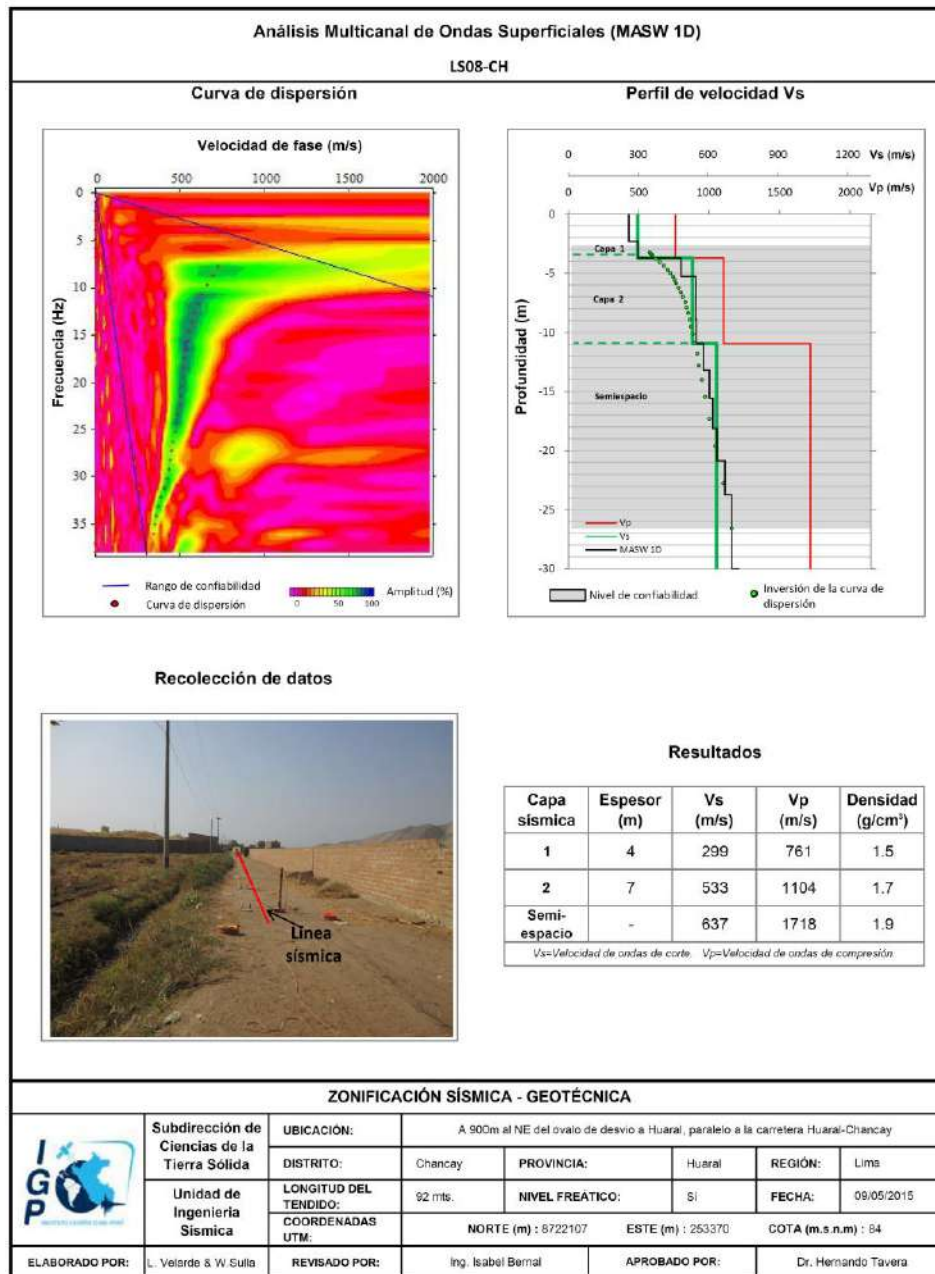 Análisis Multicanal de Ondas Superficiales (MASW 1D)
LS08-CH
Curva de dispersión
Velocidad de fase (m/s)
0 500 1000 1500 2000
Frecuencia (Hz)
0
5
10
15
20
25
30
35
Rango de confiabilidad
Curva de dispersión
Amplitud (%)
0 50 100
Perfil de velocidad Vs
0 300 600 900 1200 Vs (m/s)
0 500 1000 1500 2000 Vp (m/s)
Profundidad (m)
0
-5
-10
-15
-20
-25
-30
Capa 1
Capa 2
Semiespacio
Vp
Vs
MASW 1D
Nivel de confiabilidad
Inversión de la curva de
dispersión
Recolección de datos
Línea
sísmica
Resultados
Capa sísmica Espesor (m) Vs (m/s) Vp (m/s) Densidad (g/cm³)
1 4 299 761 1.5
2 7 533 1104 1.7
Semi-espacio - 637 1718 1.9
Vs=Velocidad de ondas de corte. Vp=Velocidad de ondas de compresión.
ZONIFICACIÓN SÍSMICA - GEOTÉCNICA
IGP
Subdirección de
Ciencias de la
Tierra Sólida
Unidad de
Ingenieria
Sísmica
UBICACIÓN: A 900m al NE del ovalo de desvio a Huaral, paralelo a la carretera Huaral-Chancay
DISTRITO: Chancay PROVINCIA: Huaral REGIÓN: Lima
LONGITUD DEL TENDIDO: 92 mts. NIVEL FREÁTICO: Si FECHA: 09/05/2015
COORDENADAS UTM: NORTE (m) : 8722107 ESTE (m) : 253370 COTA (m.s.n.m) : 84
ELABORADO POR: L. Velarde & W.Sulla REVISADO POR: Ing. Isabel Bernal APROBADO POR: Dr. Hernando Tavera